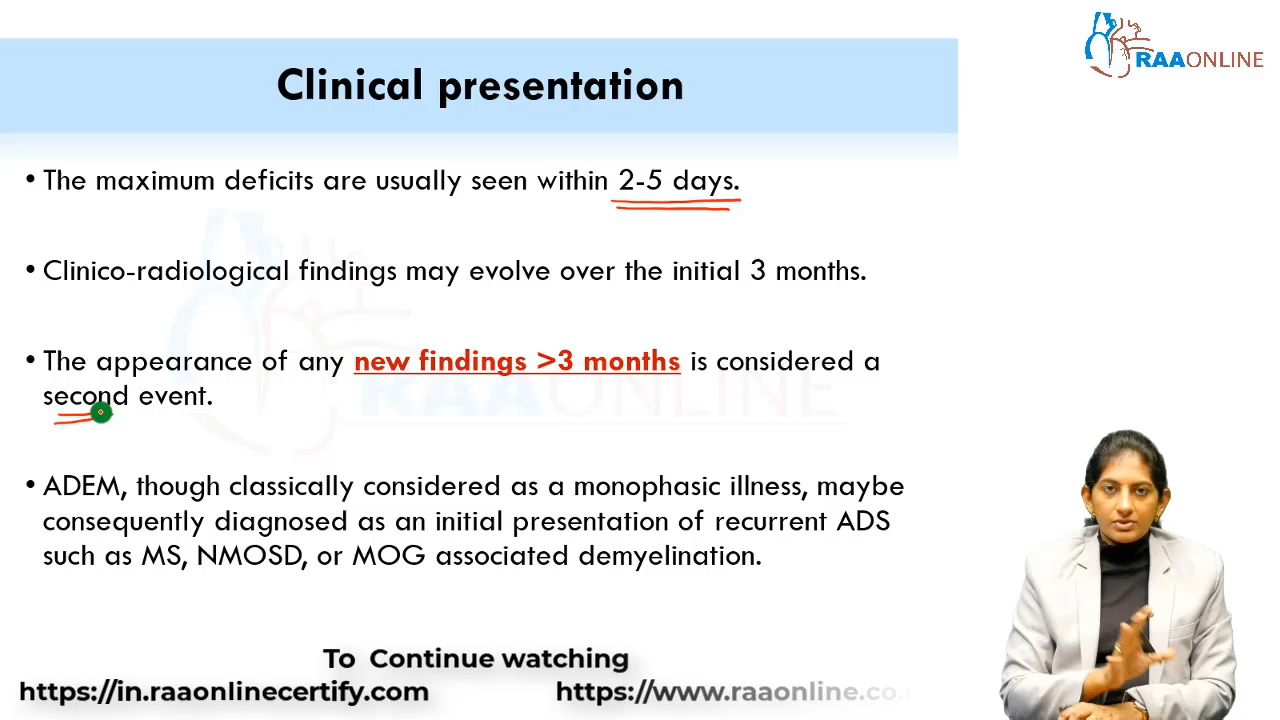 RAAONLINE
Clinical presentation
• The maximum deficits are usually seen within 2-5 days.
• Clinico-radiological findings may evolve over the initial 3 months.
• The appearance of any new findings >3 months is considered a
second event.
RAAONLINE
• ADEM, though classically considered as a monophasic illness, maybe
consequently diagnosed as an initial presentation of recurrent ADS
such as MS, NMOSD, or MOG associated demyelination.
To Continue watching
https://in.raaonlinecertify.com
https://www.raaonline.co